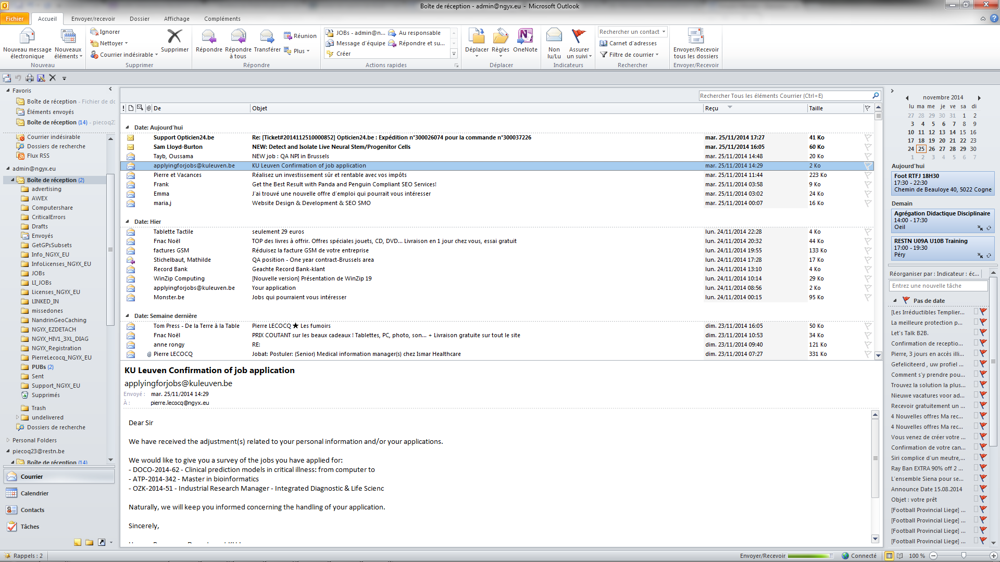 Boîte de réception - admin@ngyx.eu - Microsoft Outlook
Fichier Accueil Envoyer/recevoir Dossier Affichage Compléments
Nouveau message électronique
Nouveaux éléments
Nouveau
Ignorer
Nettoyer
Courrier indésirable
Supprimer
Supprimer
Répondre
Répondre à tous
Transférer
Réunion
Plus
Répondre
JOBs - admin@n...
Au responsable
Message d'équipe
Répondre et su...
Créer
Actions rapides
Déplacer
Règles
OneNote
Déplacer
Non lu/Lu
Assurer un suivi
Indicateurs
Rechercher un contact
Carnet d'adresses
Filtre de courrier
Rechercher
Envoyer/Recevoir tous les dossiers
Envoyer/Recevoir
Favoris
Boîte de réception - Fichier de do
Éléments envoyés
Boîte de réception (14) - piecoq23
Courrier indésirable
Dossiers de recherche
Flux RSS
admin@ngyx.eu
Boîte de réception (2)
advertising
AWEX
Computershare
CriticalErrors
Drafts
Envoyés
GetGPsSubsets
Info_NGYX_EU
InfoLicenses_NGYX_EU
JOBs
LI_JOBs
Licenses_NGYX_EU
LINKED_IN
missedones
NandrinGeoCaching
NGYX_EZDETACH
NGYX_HIV1_3XL_DIAG
NGYX_Registration
PierreLecocq_NGYX_EU
PUBs (2)
Sent
Support_NGYX_EU
Supprimés
Trash
undelivered
Dossiers de recherche
Personal Folders
piecoq23@restn.be
Boîte de réception (14)
Courrier
Calendrier
Contacts
Tâches
Rechercher Tous les éléments Courrier (Ctrl+E)
! De Objet Reçu Taille
Date: Aujourd'hui
Support Opticien24.be Re: [Ticket#2014112510000852] Opticien24.be : Expédition n°300026074 pour la commande n°300037226 mar. 25/11/2014 17:27 41 Ko
Sam Lloyd-Burton NEW: Detect and Isolate Live Neural Stem/Progenitor Cells mar. 25/11/2014 16:05 60 Ko
Tayb, Oussama NEW job : QA NPI in Brussels mar. 25/11/2014 14:48 20 Ko
applyingforjobs@kuleuven.be KU Leuven Confirmation of job application mar. 25/11/2014 14:29 2 Ko
Pierre et Vacances Réalisez un investissement sûr et rentable avec vos impôts mar. 25/11/2014 11:44 223 Ko
Frank Get the Best Result with Panda and Penguin Compliant SEO Services! mar. 25/11/2014 03:58 9 Ko
Emma J'ai trouvé une nouvelle offre d'emploi qui pourrait vous intéresser mar. 25/11/2014 03:02 24 Ko
maria.j Website Design & Development & SEO SMO mar. 25/11/2014 00:07 16 Ko
Date: Hier
Tablette Tactile seulement 29 euros lun. 24/11/2014 22:28 4 Ko
Fnac Noël TOP des livres à offrir. Offres spéciales jouets, CD, DVD... Livraison en 1 jour chez vous, essai gratuit lun. 24/11/2014 20:32 44 Ko
factures GSM Réduisez la facture GSM de votre entreprise lun. 24/11/2014 19:55 133 Ko
Stichelbaut, Mathilde QA position - One year contract-Brussels area lun. 24/11/2014 17:28 17 Ko
Record Bank Geachte Record Bank-klant lun. 24/11/2014 13:10 4 Ko
WinZip Computing [Nouvelle version] Présentation de WinZip 19 lun. 24/11/2014 10:14 29 Ko
applyingforjobs@kuleuven.be Your application lun. 24/11/2014 08:56 2 Ko
Monster.be Jobs qui pourraient vous intéresser lun. 24/11/2014 00:15 95 Ko
Date: Semaine dernière
Tom Press - De la Terre à la Table Pierre LECOCQ ★ Les fumoirs dim. 23/11/2014 16:05 50 Ko
Fnac Noël PRIX COUTANT sur les beaux cadeaux ! Tablettes, PC, photo, son... + Livraison gratuite sur tout le site dim. 23/11/2014 10:53 34 Ko
anne rongy RE: dim. 23/11/2014 09:40 121 Ko
Pierre LECOCQ Jobat: Postuler: (Senior) Medical information manager(s) chez Ismar Healthcare dim. 23/11/2014 07:27 331 Ko
KU Leuven Confirmation of job application
applyingforjobs@kuleuven.be
Envoyé : mar. 25/11/2014 14:29
À : pierre.lecocq@ngyx.eu
Dear Sir
We have received the adjustment(s) related to your personal information and/or your applications.
We would like to give you a survey of the jobs you have applied for:
- DOCO-2014-62 - Clinical prediction models in critical illness: from computer to
- ATP-2014-342 - Master in bioinformatics
- OZK-2014-51 - Industrial Research Manager - Integrated Diagnostic & Life Scienc
Naturally, we will keep you informed concerning the handling of your application.
Sincerely,
novembre 2014
lu ma me je ve sa di
27 28 29 30 31 1 2
3 4 5 6 7 8 9
10 11 12 13 14 15 16
17 18 19 20 21 22 23
24 25 26 27 28 29 30
1 2 3 4 5 6 7
Aujourd'hui
Foot RTFJ 18H30
17:30 - 22:30
Chemin de Beauloye 40, 5022 Cogne
Demain
Agrégation Didactique Disciplinaire
14:00 - 17:30
Oeil
RESTN U09A U10B Training
17:00 - 19:30
Péry
Réorganiser par : Indicateur : éc...
Entrez une nouvelle tâche
Pas de date
[Les Irréductibles Templier...
La meilleure protection p...
Let's Talk B2B.
Confirmation de receptio...
Pierre, 3 jours en accès illi...
Gefeliciteerd , uw profiel ...
Comment s'y prendre pou...
Trouvez la solution la plus...
Nieuwe vacatures voor ad...
Recevoir gratuitement un ...
4 Nouvelles offres Ma rec...
4 Nouvelles offres Ma rec...
Vous venez de créer votre ...
Confirmation de votre can...
Siri complice d'un meutre,...
Ray Ban EXTRA 90% off 2 ...
L'ensemble Siena pour se...
Announce Date 15.08.2014
Objet : votre prêt
[Football Provincial Liege] ...
[Football Provincial Liege] ...
[Football Provincial Liege] ...
[Football Provincial Liege] ...
Rappels : 2
Envoyer/Recevoir
Connecté
100 %